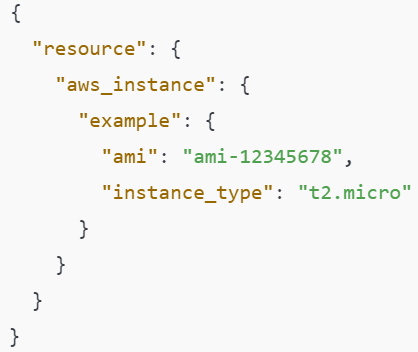 {
  "resource": {
    "aws_instance": {
      "example": {
        "ami": "ami-12345678",
        "instance_type": "t2.micro"
      }
    }
  }
}